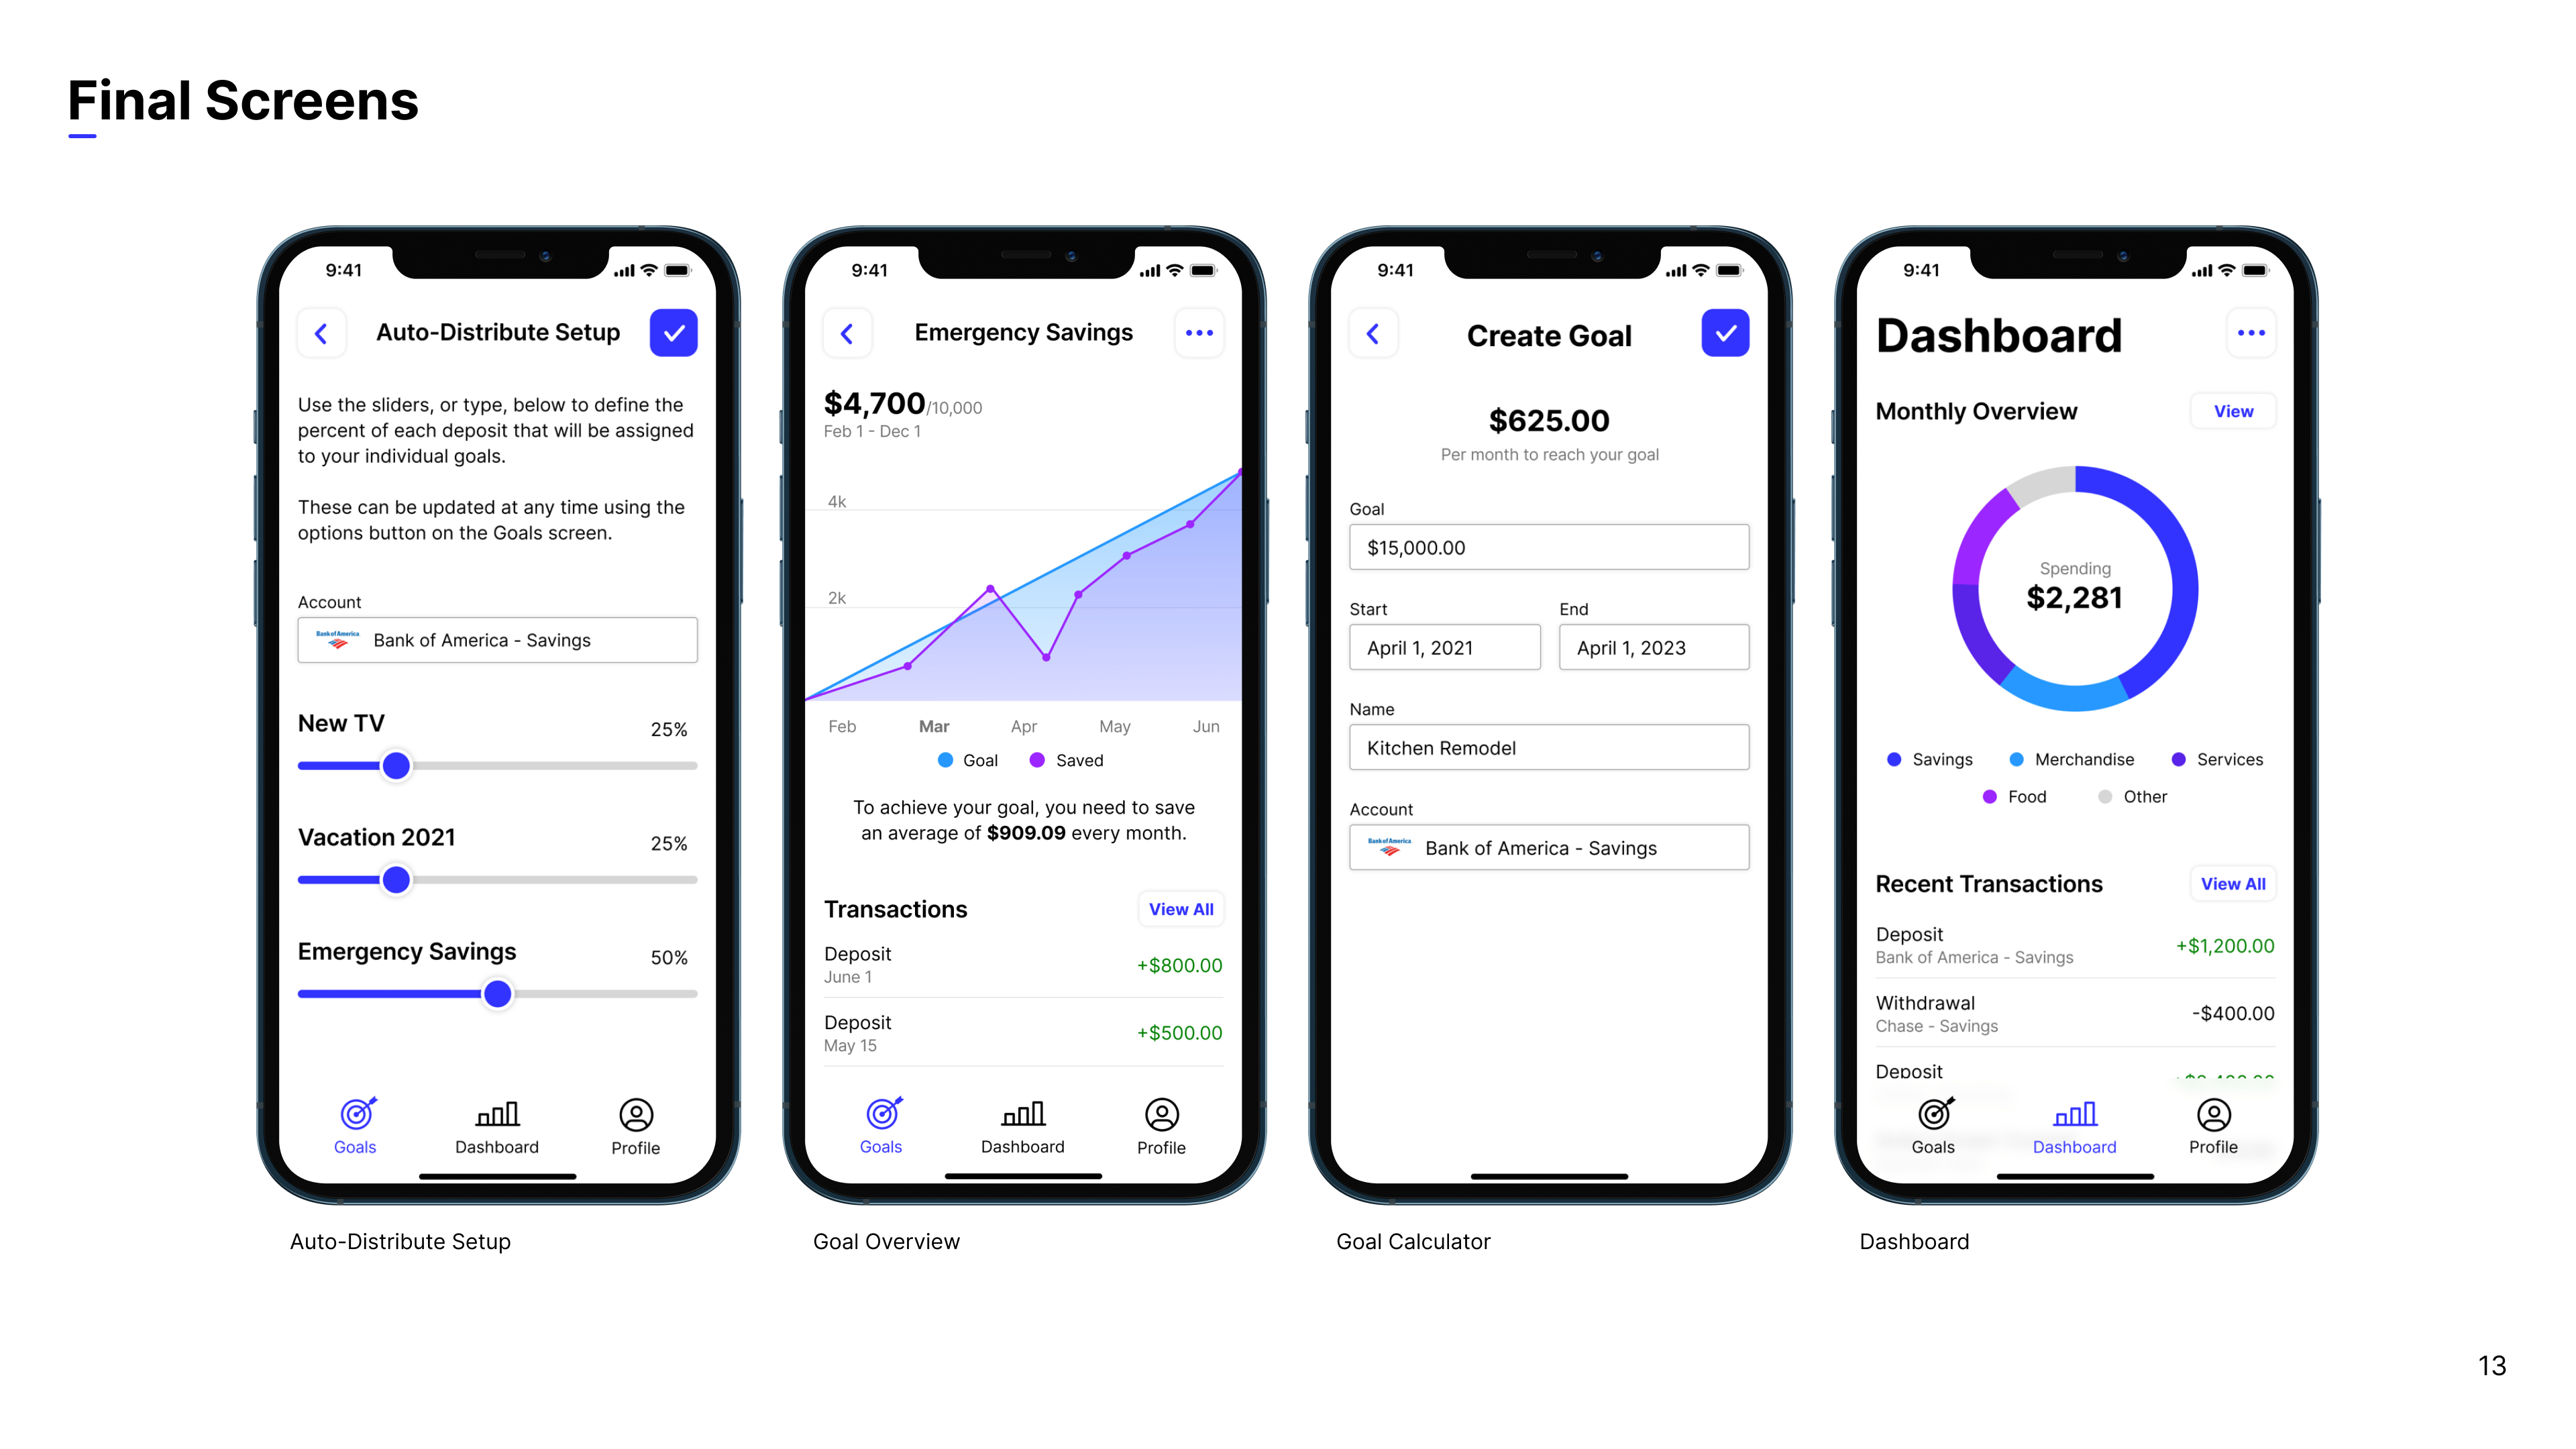 Final Screens
9:41
Auto-Distribute Setup
Use the sliders, or type, below to define the
percent of each deposit that will be assigned
to your individual goals.
These can be updated at any time using the
options button on the Goals screen.
Account
Bank of America
Bank of America - Savings
New TV
25%
Vacation 2021
25%
Emergency Savings
50%
Goals
Dashboard
Profile
Auto-Distribute Setup
9:41
Emergency Savings
$4,700/10,000
Feb 1 - Dec 1
4k
2k
Feb
Mar
Apr
May
Jun
Goal
Saved
To achieve your goal, you need to save
an average of $909.09 every month.
Transactions
View All
Deposit
+$800.00
June 1
Deposit
+$500.00
May 15
Goals
Dashboard
Profile
Goal Overview
9:41
Create Goal
$625.00
Per month to reach your goal
Goal
$15,000.00
Start
End
April 1, 2021
April 1, 2023
Name
Kitchen Remodel
Account
Bank of America
Bank of America - Savings
Goal Calculator
9:41
Dashboard
Monthly Overview
View
Spending
$2,281
Savings
Merchandise
Services
Food
Other
Recent Transactions
View All
Deposit
+$1,200.00
Bank of America - Savings
Withdrawal
-$400.00
Chase - Savings
Deposit
Goals
Dashboard
Profile
Dashboard
13